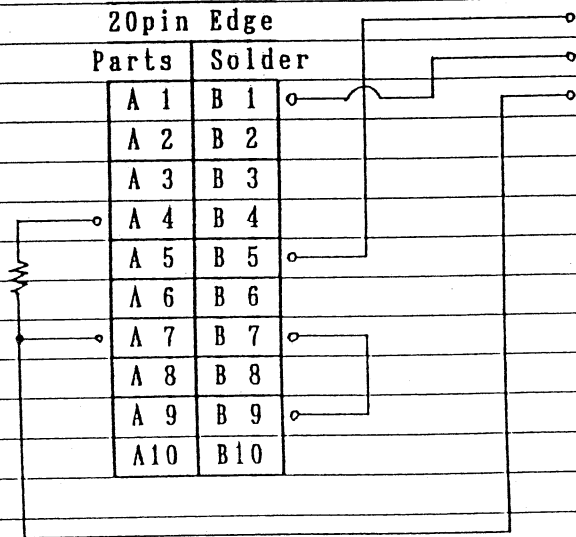 20pin Edge
Parts Solder
A 1 B 1
A 2 B 2
A 3 B 3
A 4 B 4
A 5 B 5
A 6 B 6
A 7 B 7
A 8 B 8
A 9 B 9
A10 B10